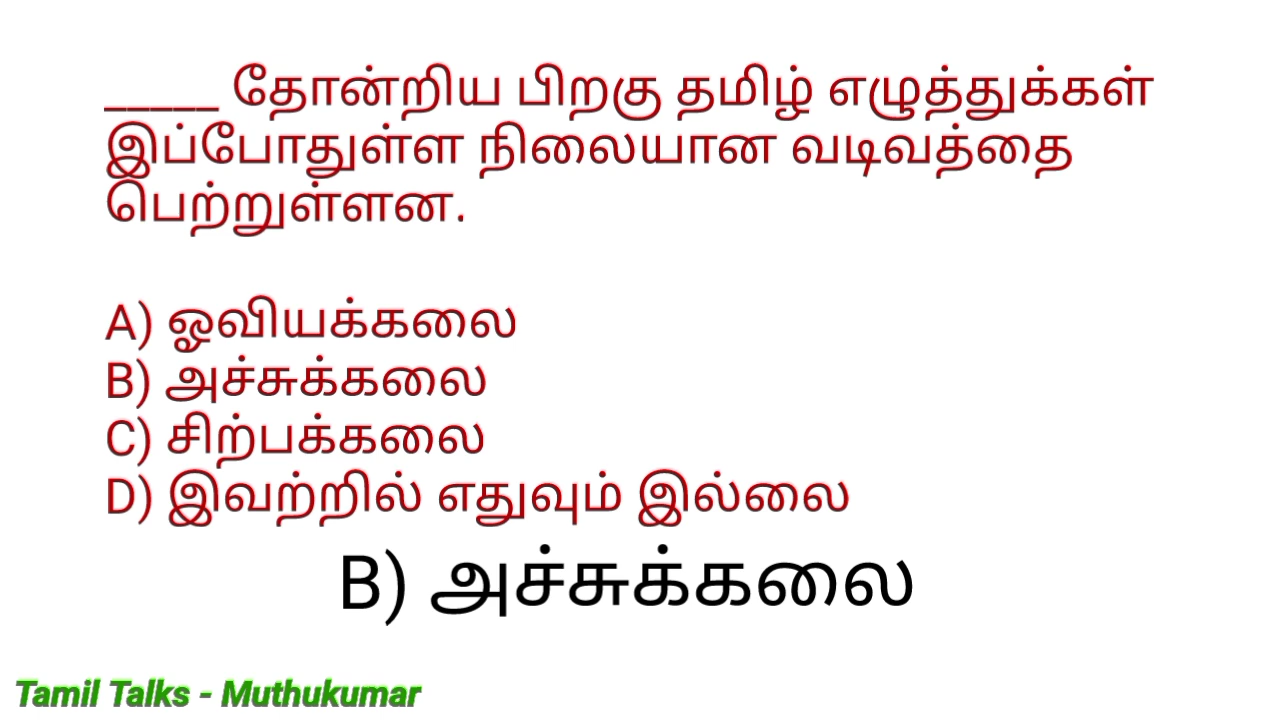 _____ தோன்றிய பிறகு தமிழ் எழுத்துக்கள்
இப்போதுள்ள நிலையான வடிவத்தை
பெற்றுள்ளன.
A) ஓவியக்கலை
B) அச்சுக்கலை
C) சிற்பக்கலை
D) இவற்றில் எதுவும் இல்லை
B) அச்சுக்கலை
Tamil Talks - Muthukumar